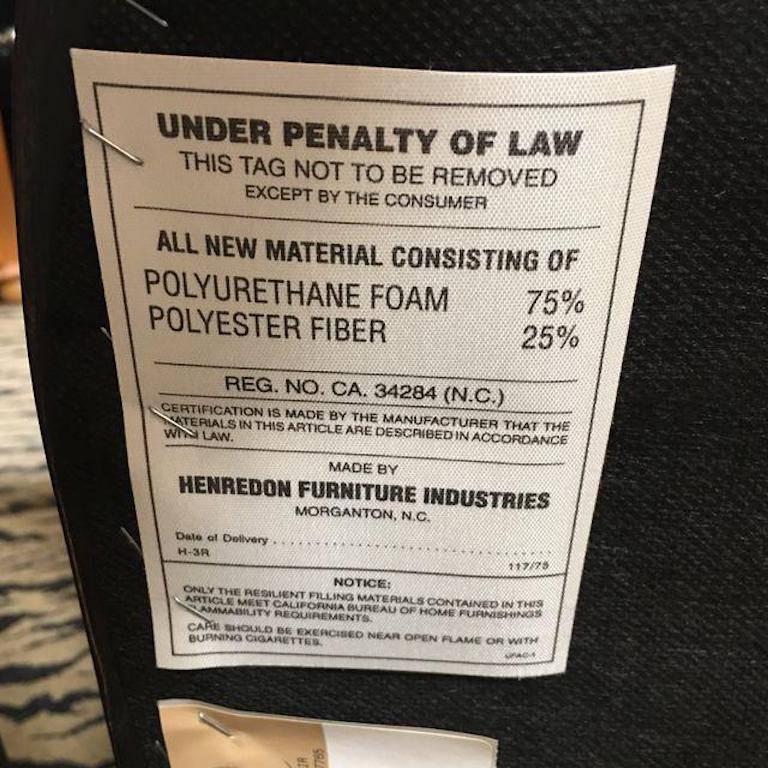 UNDER PENALTY OF LAW
THIS TAG NOT TO BE REMOVED
EXCEPT BY THE CONSUMER
ALL NEW MATERIAL CONSISTING OF
POLYURETHANE FOAM 75%
POLYESTER FIBER 25%
REG. NO. CA. 34284 (N.C.)
CERTIFICATION IS MADE BY THE MANUFACTURER THAT THE
MATERIALS IN THIS ARTICLE ARE DESCRIBED IN ACCORDANCE
WITH LAW.
MADE BY
HENREDON FURNITURE INDUSTRIES
MORGANTON, N.C.
Date of Delivery ........................................
H-3R
NOTICE:
ONLY THE RESILIENT FILLING MATERIALS CONTAINED IN THIS
ARTICLE MEET CALIFORNIA BUREAU OF HOME FURNISHINGS
FLAMMABILITY REQUIREMENTS.
CARE SHOULD BE EXERCISED NEAR OPEN FLAME OR WITH
BURNING CIGARETTES.
UFAC-1